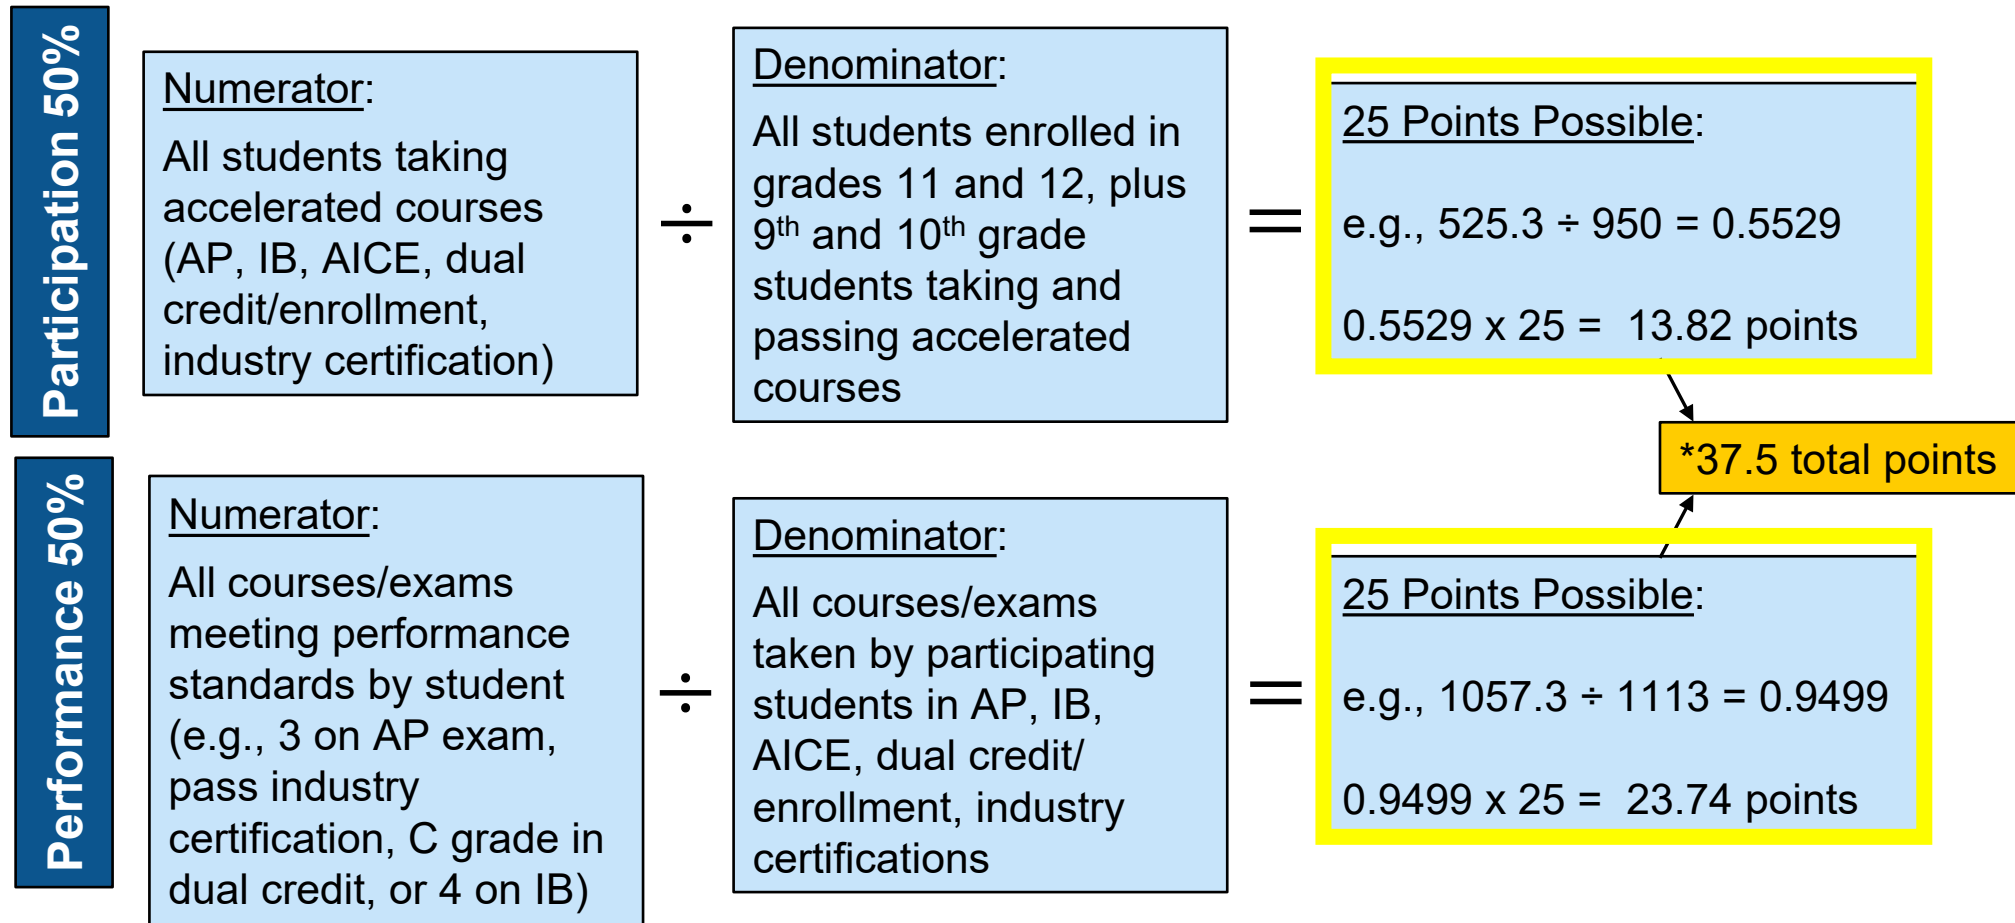 Participation 50%
Numerator:
All students taking
accelerated courses
(AP, IB, AICE, dual
credit/enrollment,
industry certification)
÷
Denominator:
All students enrolled in
grades 11 and 12, plus
9th and 10th grade
students taking and
passing accelerated
courses
=
25 Points Possible:
e.g., 525.3 ÷ 950 = 0.5529
0.5529 x 25 =  13.82 points
*37.5 total points
Performance 50%
Numerator:
All courses/exams
meeting performance
standards by student
(e.g., 3 on AP exam,
pass industry
certification, C grade in
dual credit, or 4 on IB)
÷
Denominator:
All courses/exams
taken by participating
students in AP, IB,
AICE, dual credit/
enrollment, industry
certifications
=
25 Points Possible:
e.g., 1057.3 ÷ 1113 = 0.9499
0.9499 x 25 =  23.74 points